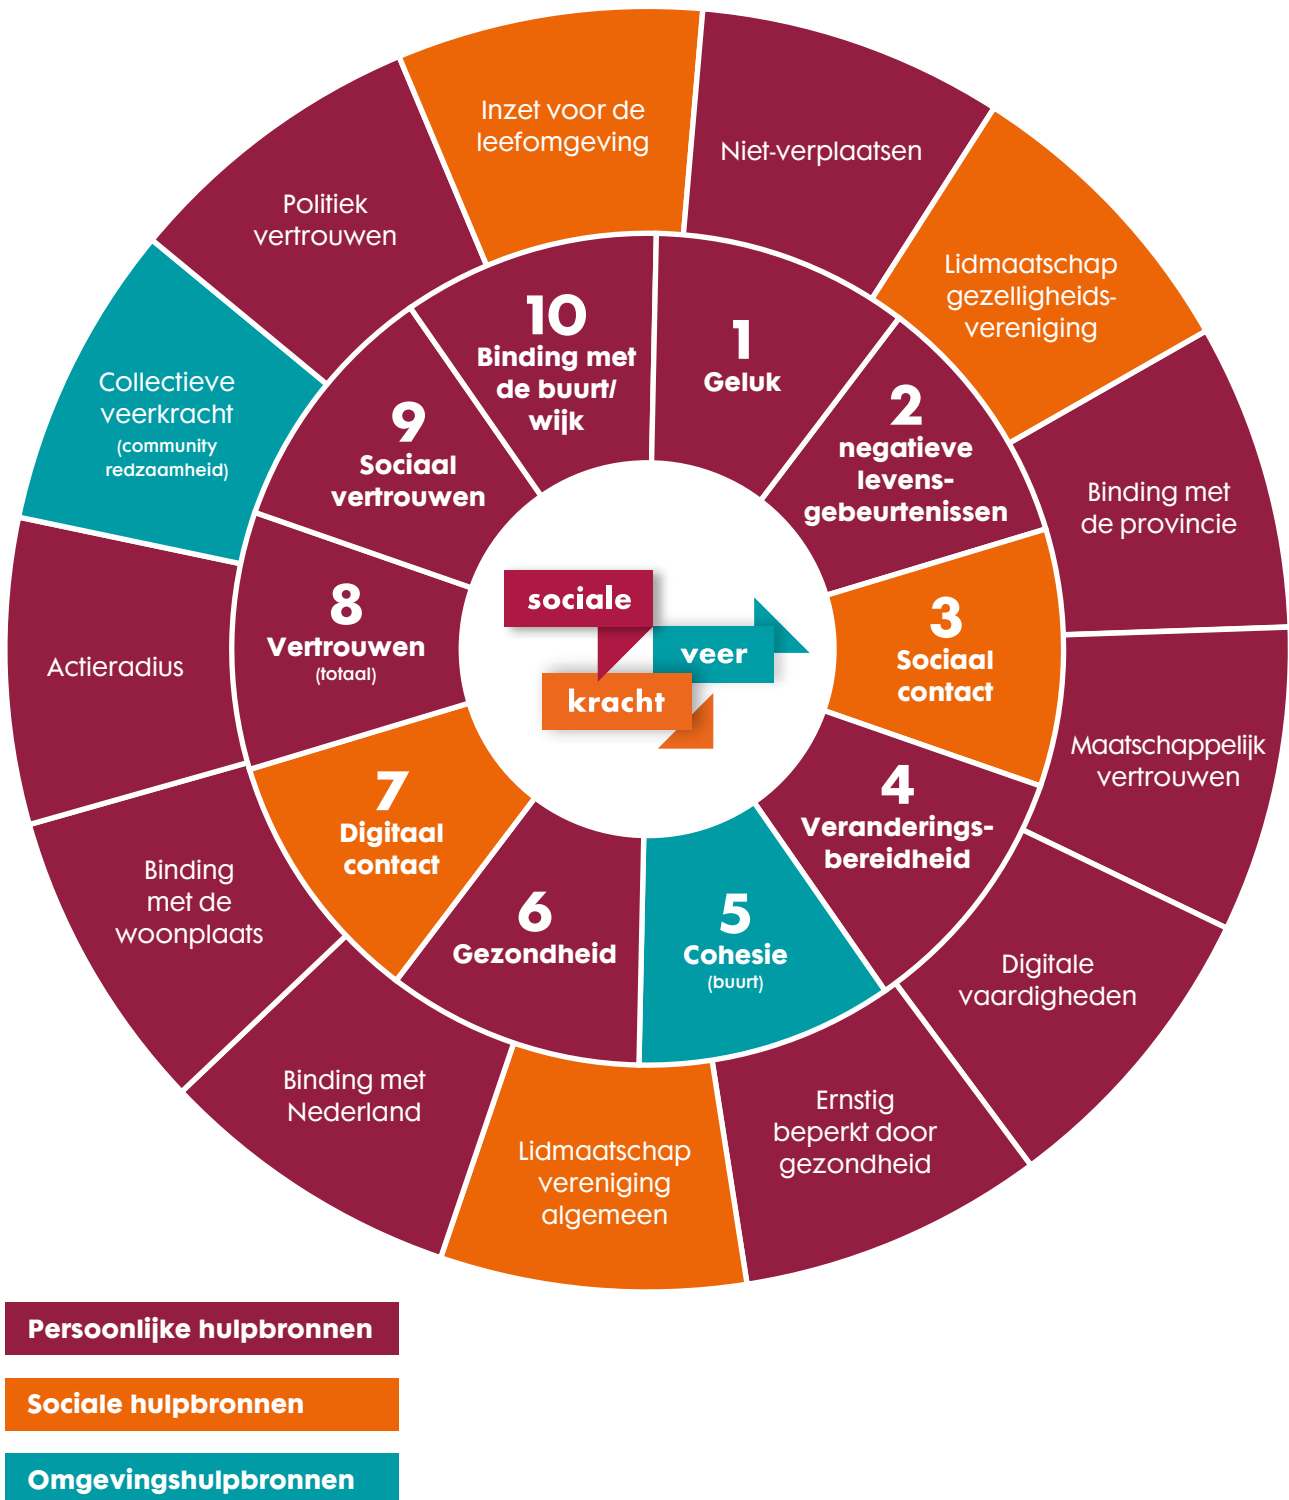 Inzet voor de
leefomgeving
Niet-verplaatsen
Lidmaatschap
gezelligheids-
vereniging
Binding met
de provincie
Maatschappelijk
vertrouwen
Digitale
vaardigheden
Ernstig
beperkt door
gezondheid
Lidmaatschap
vereniging
algemeen
Binding met
Nederland
Binding
met de
woonplaats
Actieradius
Collectieve
veerkracht
(community
redzaamheid)
Politiek
vertrouwen
1
Geluk
2
negatieve
levens-
gebeurtenissen
3
Sociaal
contact
4
Veranderings-
bereidheid
5
Cohesie
(buurt)
6
Gezondheid
7
Digitaal
contact
8
Vertrouwen
(totaal)
9
Sociaal
vertrouwen
10
Binding met
de buurt/
wijk
sociale
veer
kracht
Persoonlijke hulpbronnen
Sociale hulpbronnen
Omgevingshulpbronnen